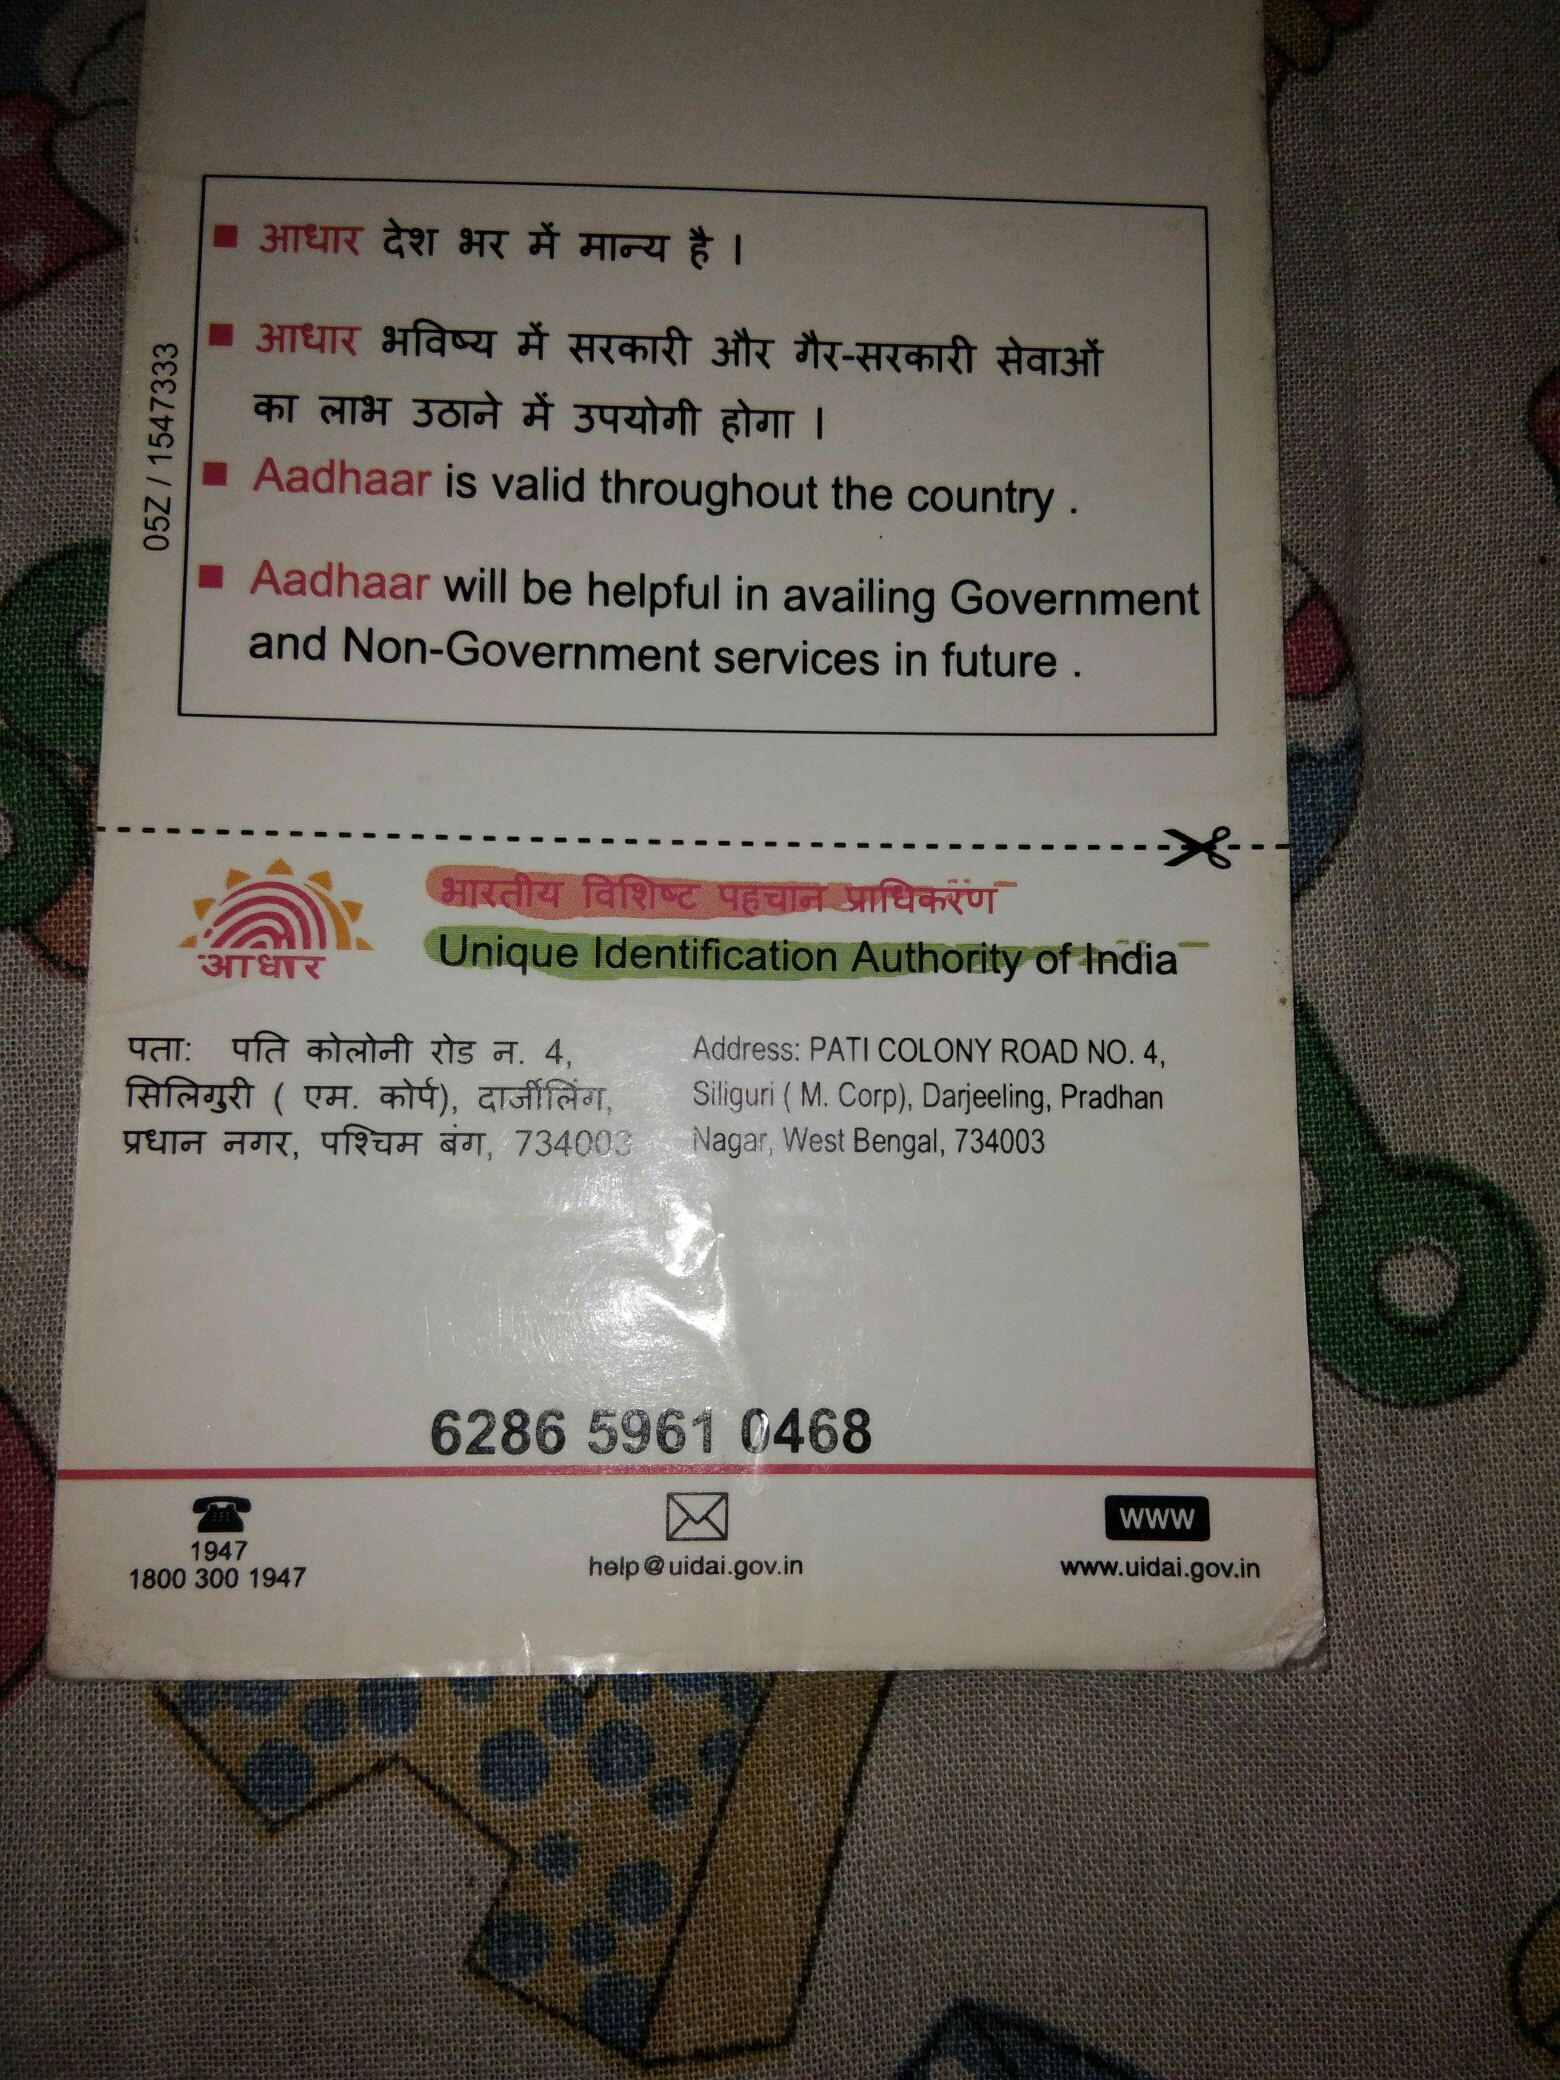 आधार देश भर में मान्य है ।
आधार भविष्य में सरकारी और गैर-सरकारी सेवाओं
का लाभ उठाने में उपयोगी होगा ।
Aadhaar is valid throughout the country .
Aadhaar will be helpful in availing Government
and Non-Government services in future .
05Z / 1547333
आधार
भारतीय विशिष्ट पहचान प्राधिकरण
Unique Identification Authority of India
पता: पति कोलोनी रोड न. 4,
सिलिगुरी ( एम. कोर्प), दार्जीलिंग,
प्रधान नगर, पश्चिम बंग, 734003
Address: PATI COLONY ROAD NO. 4,
Siliguri ( M. Corp), Darjeeling, Pradhan
Nagar, West Bengal, 734003
6286 5961 0468
1947
1800 300 1947
help@uidai.gov.in
www
www.uidai.gov.in